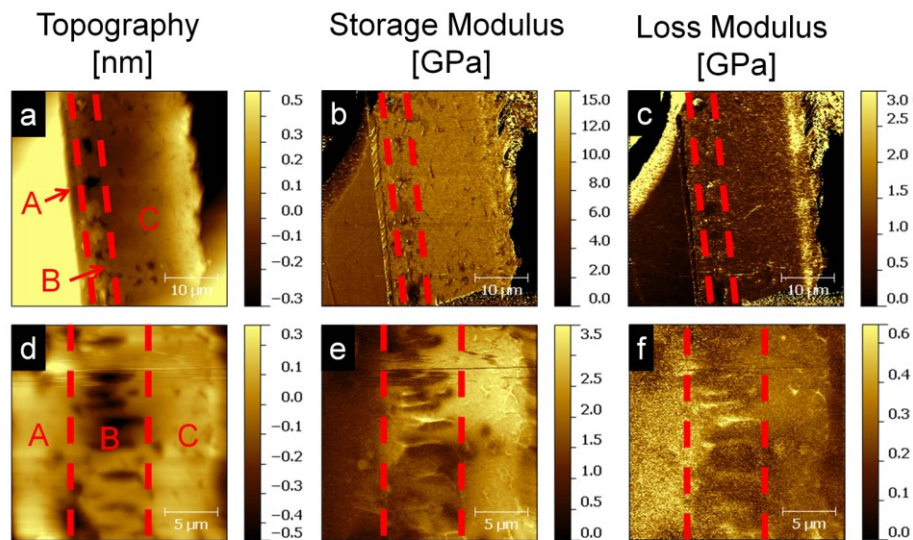 Topography
[nm]
Storage Modulus
[GPa]
Loss Modulus
[GPa]
a
A
B
C
10 µm
0.5
0.3
0.2
0.1
0.0
−0.1
−0.2
−0.3
b
10 µm
15.0
12.0
10.0
8.0
6.0
4.0
2.0
0.0
c
10 µm
3.0
2.5
2.0
1.5
1.0
0.5
0.0
d
A
B
C
5 µm
0.3
0.2
0.1
0.0
−0.1
−0.2
−0.3
−0.4
−0.5
e
5 µm
3.5
2.5
2.0
1.5
1.0
0.5
0.0
f
5 µm
0.6
0.4
0.3
0.2
0.1
0.0